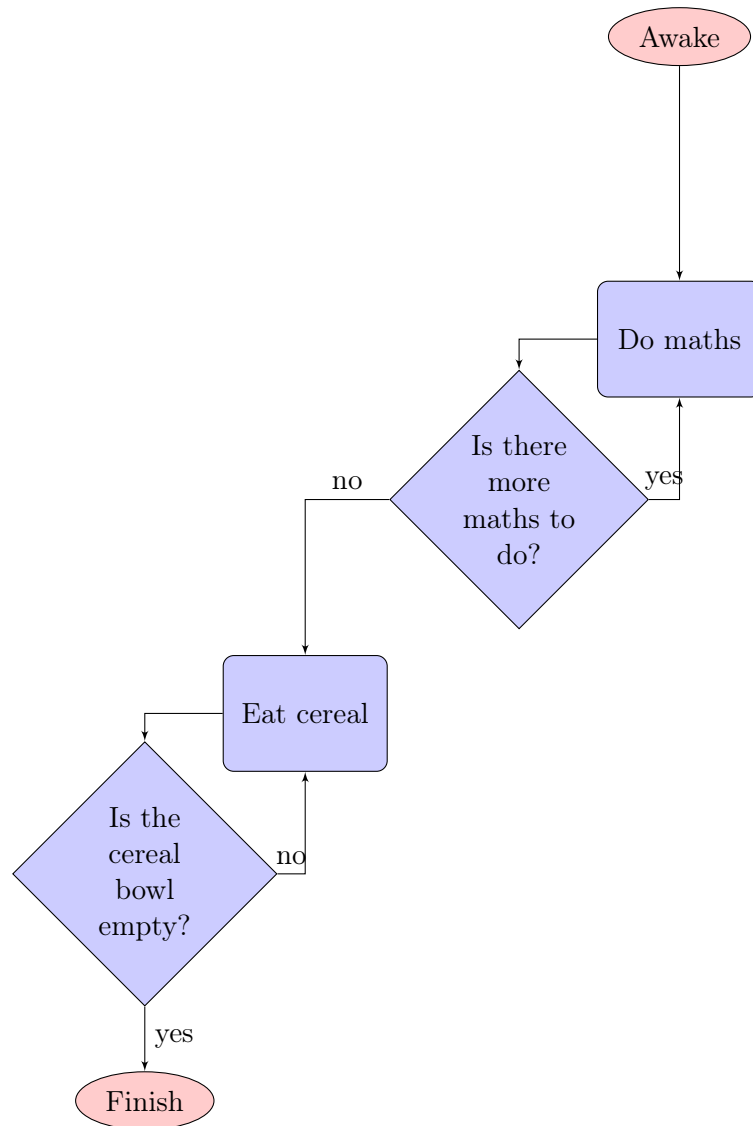 Awake
Do maths
Is there
more
maths to
do?
yes
no
Eat cereal
Is the
cereal
bowl
empty?
no
yes
Finish